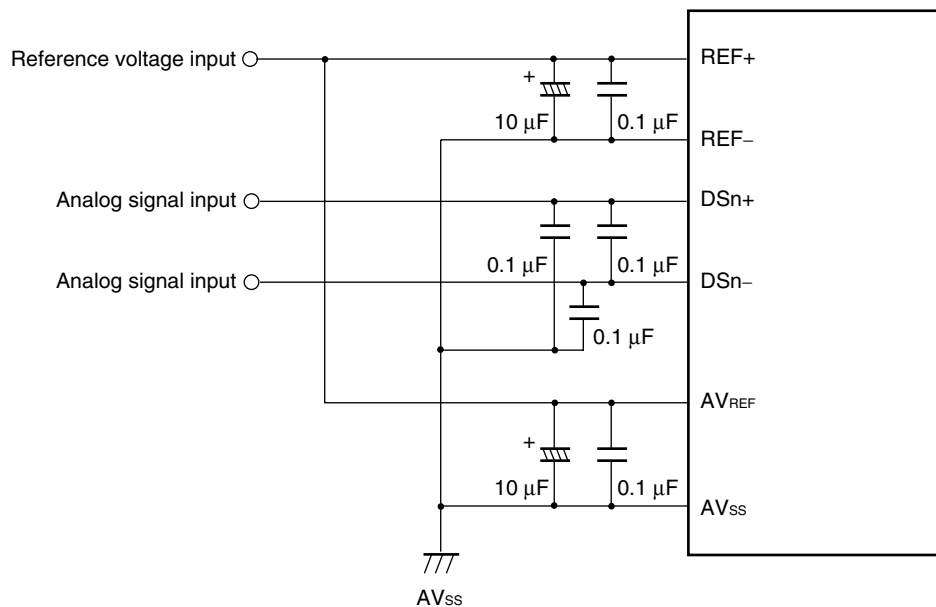 Reference voltage input
REF+
+
10 µF
0.1 µF
REF−
Analog signal input
DSn+
0.1 µF
0.1 µF
Analog signal input
DSn−
0.1 µF
AVREF
+
10 µF
0.1 µF
AVSS
AVSS